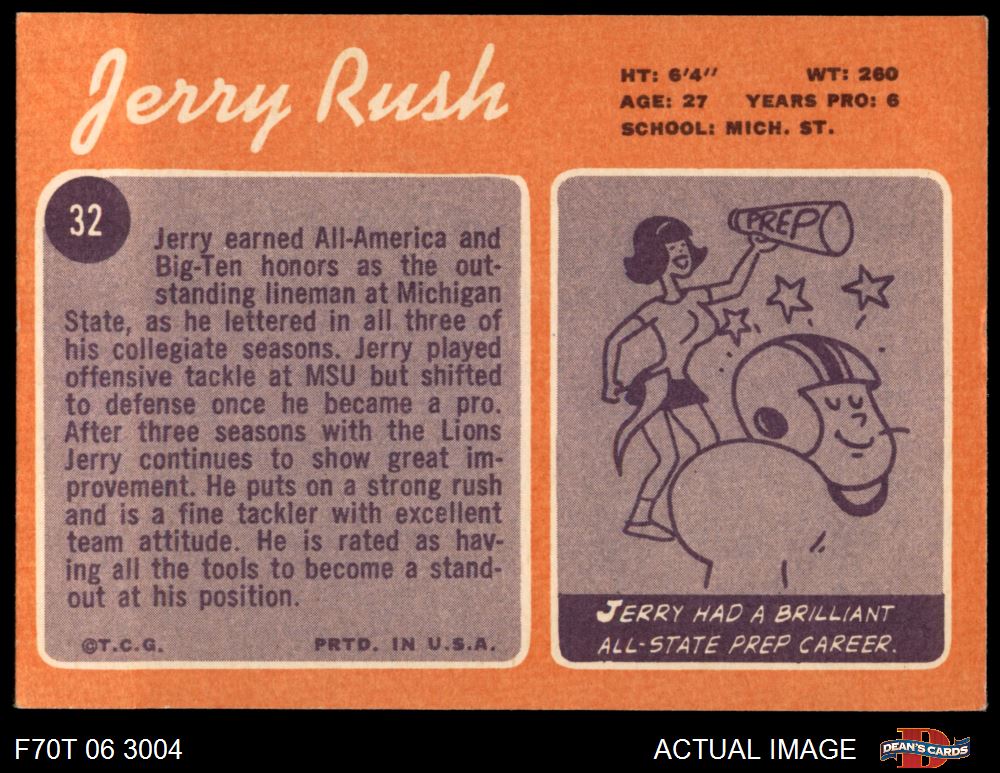 Jerry Rush
HT: 6'4" WT: 260
AGE: 27 YEARS PRO: 6
SCHOOL: MICH. ST.
32
Jerry earned All-America and
Big-Ten honors as the out-
standing lineman at Michigan
State, as he lettered in all three of
his collegiate seasons. Jerry played
offensive tackle at MSU but shifted
to defense once he became a pro.
After three seasons with the Lions
Jerry continues to show great im-
provement. He puts on a strong rush
and is a fine tackler with excellent
team attitude. He is rated as hav-
ing all the tools to become a stand-
out at his position.
©T.C.G. PRTD. IN U.S.A.
PREP
JERRY HAD A BRILLIANT
ALL-STATE PREP CAREER.
F70T 06 3004
ACTUAL IMAGE
D
DEAN'S CARDS